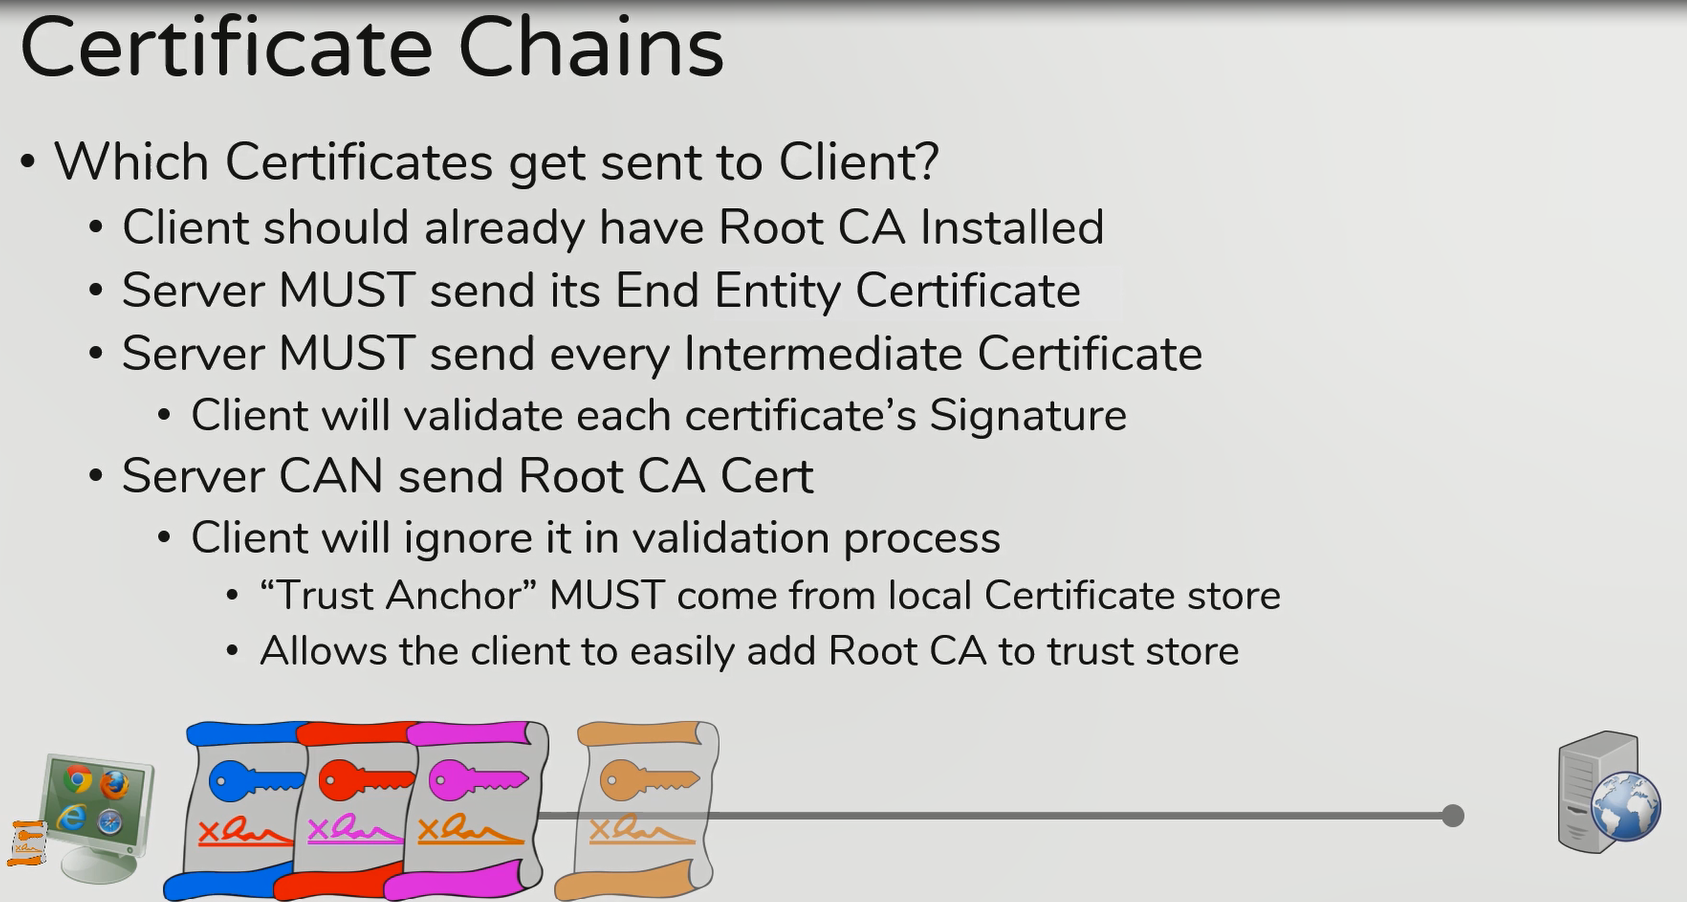 Certificate Chains
• Which Certificates get sent to Client?
• Client should already have Root CA Installed
• Server MUST send its End Entity Certificate
• Server MUST send every Intermediate Certificate
• Client will validate each certificate’s Signature
• Server CAN send Root CA Cert
• Client will ignore it in validation process
• “Trust Anchor” MUST come from local Certificate store
• Allows the client to easily add Root CA to trust store